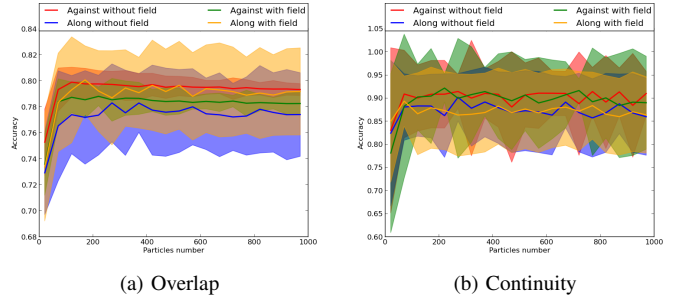 Against without field
Along without field
Against with field
Along with field
0.84
0.82
0.80
0.78
0.76
0.74
0.72
0.70
0.68
Accuracy
0
200
400
600
800
1000
Particles number
(a) Overlap
Against without field
Along without field
Against with field
Along with field
1.05
1.00
0.95
0.90
0.85
0.80
0.75
0.70
0.65
0.60
Accuracy
0
200
400
600
800
1000
Particles number
(b) Continuity